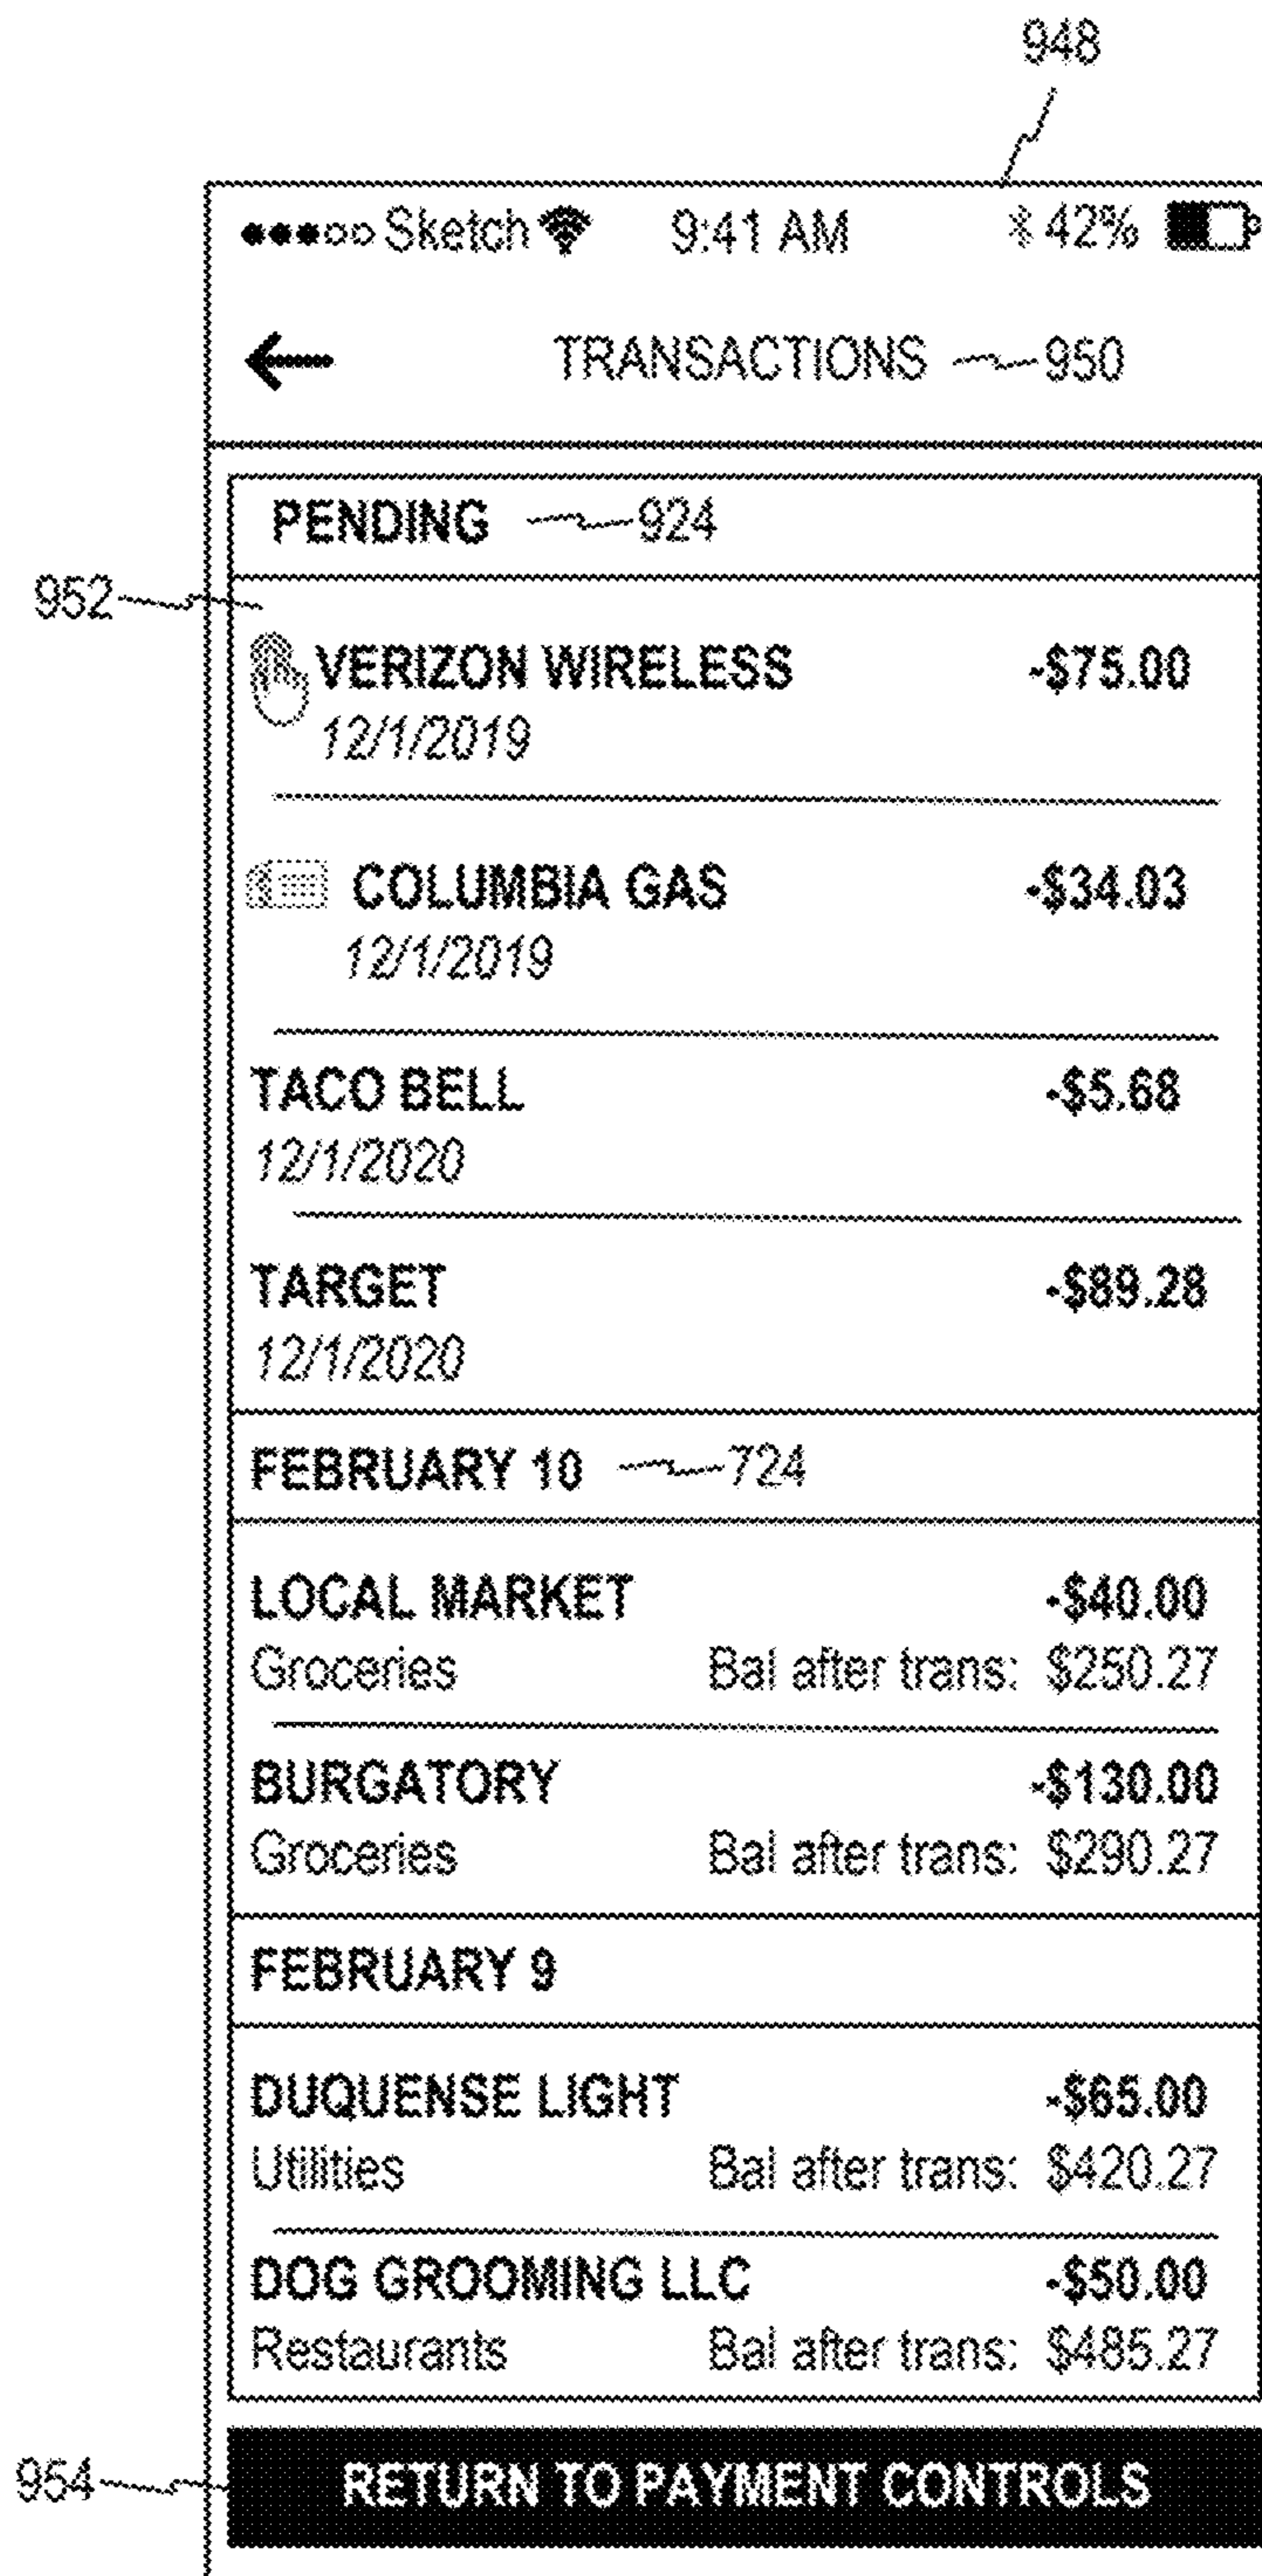 948
Sketch 9:41 AM 42%
TRANSACTIONS 950
PENDING 924
952
VERIZON WIRELESS -$75.00
12/1/2019
COLUMBIA GAS -$34.03
12/1/2019
TACO BELL -$5.68
12/1/2020
TARGET -$89.28
12/1/2020
FEBRUARY 10 724
LOCAL MARKET -$40.00
Groceries Bal after trans: $250.27
BURGATORY -$130.00
Groceries Bal after trans: $290.27
FEBRUARY 9
DUQUENSE LIGHT -$65.00
Utilities Bal after trans: $420.27
DOG GROOMING LLC -$50.00
Restaurants Bal after trans: $485.27
954 RETURN TO PAYMENT CONTROLS